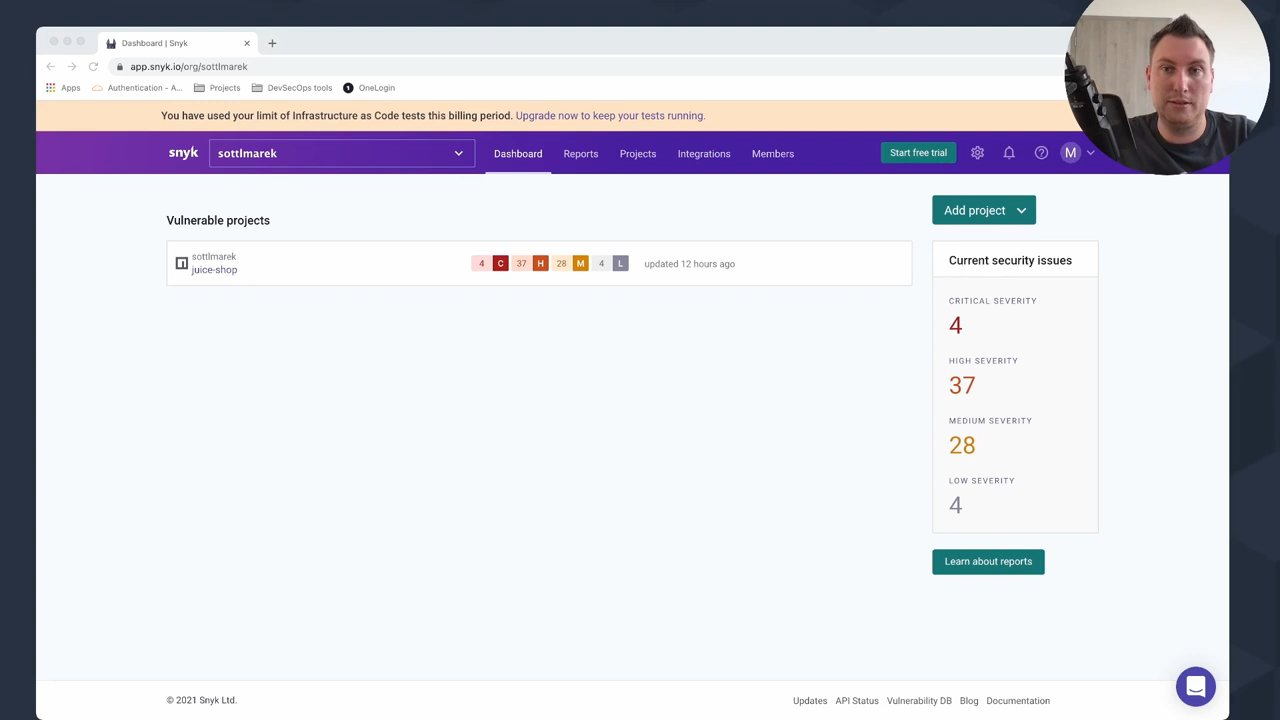 Dashboard | Snyk
app.snyk.io/org/sottlmarek
Apps Authentication - A... Projects DevSecOps tools 1 OneLogin
You have used your limit of Infrastructure as Code tests this billing period. Upgrade now to keep your tests running.
snyk sottlmarek Dashboard Reports Projects Integrations Members Start free trial M
Add project
Vulnerable projects
sottlmarek
juice-shop
4 C 37 H 28 M 4 L updated 12 hours ago
Current security issues
CRITICAL SEVERITY
4
HIGH SEVERITY
37
MEDIUM SEVERITY
28
LOW SEVERITY
4
Learn about reports
© 2021 Snyk Ltd. Updates API Status Vulnerability DB Blog Documentation